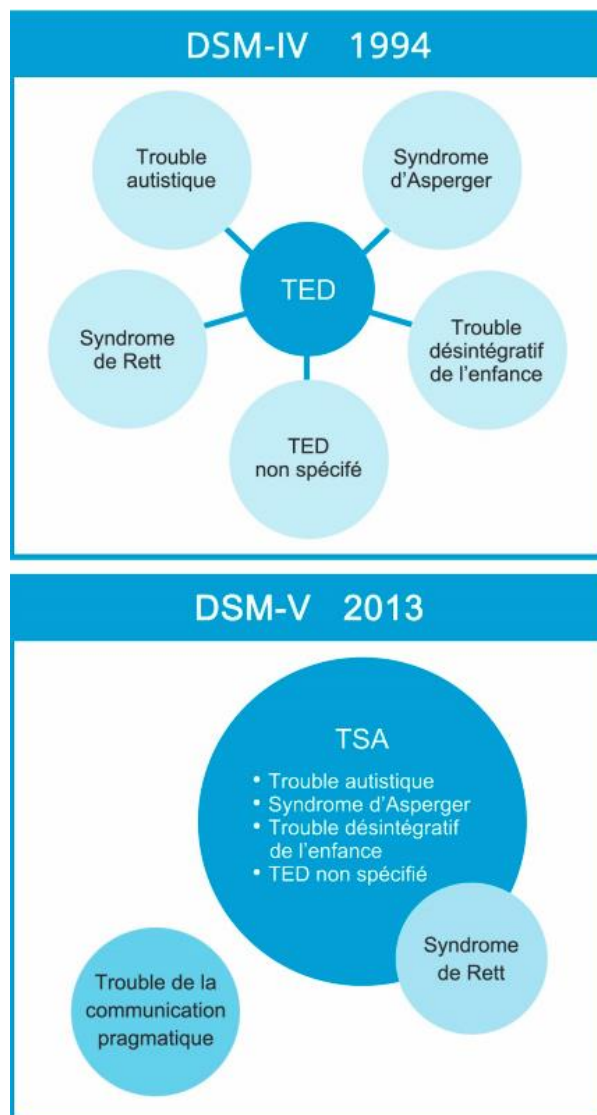 DSM-IV 1994
Trouble
autistique
Syndrome
d'Asperger
TED
Syndrome
de Rett
Trouble
désintégratif
de l'enfance
TED
non spécifé
DSM-V 2013
TSA
• Trouble autistique
• Syndrome d'Asperger
• Trouble désintégratif
de l'enfance
• TED non spécifié
Syndrome
de Rett
Trouble de la
communication
pragmatique